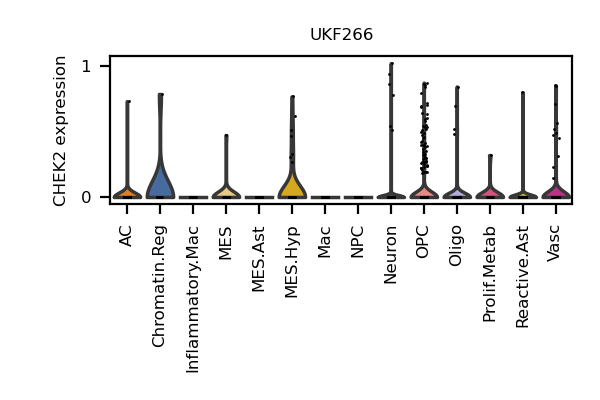 UKF266
CHEK2 expression
1
0
AC
Chromatin.Reg
Inflammatory.Mac
MES
MES.Ast
MES.Hyp
Mac
NPC
Neuron
OPC
Oligo
Prolif.Metab
Reactive.Ast
Vasc